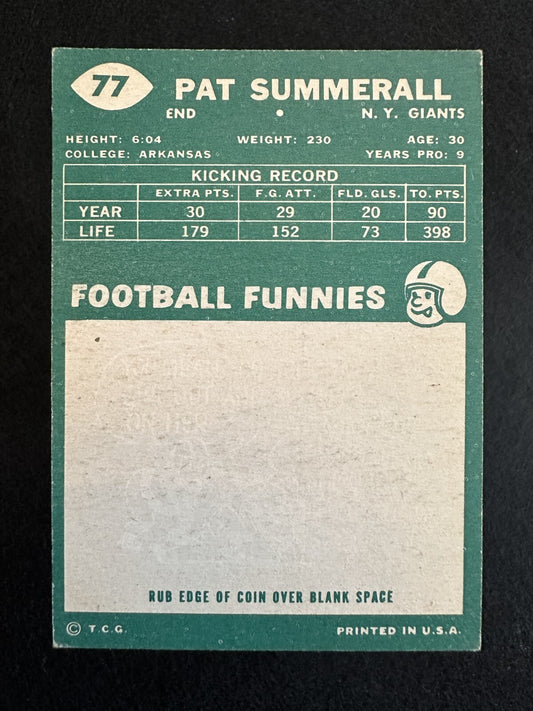 77 PAT SUMMERALL
END • N. Y. GIANTS
HEIGHT: 6:04 WEIGHT: 230 AGE: 30
COLLEGE: ARKANSAS YEARS PRO: 9
KICKING RECORD
EXTRA PTS. F.G. ATT. FLD. GLS. TO. PTS.
YEAR 30 29 20 90
LIFE 179 152 73 398
FOOTBALL FUNNIES
RUB EDGE OF COIN OVER BLANK SPACE
© T.C.G. PRINTED IN U.S.A.